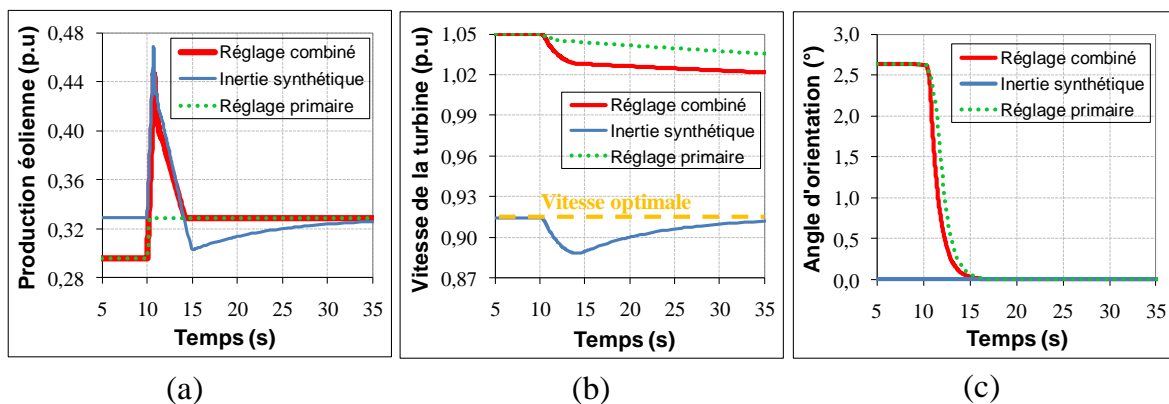 Production éolienne (p.u)
0,48
0,44
0,40
0,36
0,32
0,28
5 10 15 20 25 30 35
Temps (s)
Réglage combiné
Inertie synthétique
Réglage primaire
(a)
Vitesse de la turbine (p.u)
1,05
1,02
0,99
0,96
0,93
0,90
0,87
5 10 15 20 25 30 35
Temps (s)
Réglage combiné
Inertie synthétique
Réglage primaire
Vitesse optimale
(b)
Angle d'orientation (°)
3,0
2,5
2,0
1,5
1,0
0,5
0,0
5 10 15 20 25 30 35
Temps (s)
Réglage combiné
Inertie synthétique
Réglage primaire
(c)